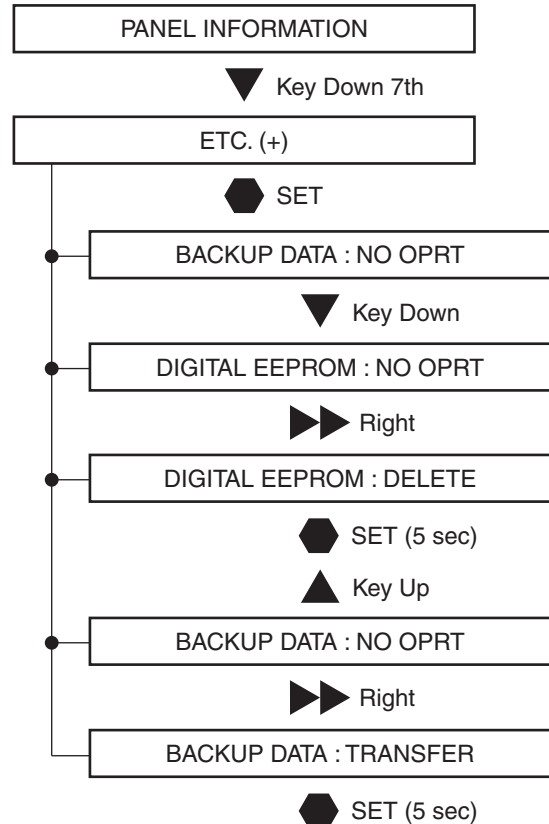 PANEL INFORMATION
Key Down 7th
ETC. (+)
SET
BACKUP DATA : NO OPRT
Key Down
DIGITAL EEPROM : NO OPRT
Right
DIGITAL EEPROM : DELETE
SET (5 sec)
Key Up
BACKUP DATA : NO OPRT
Right
BACKUP DATA : TRANSFER
SET (5 sec)